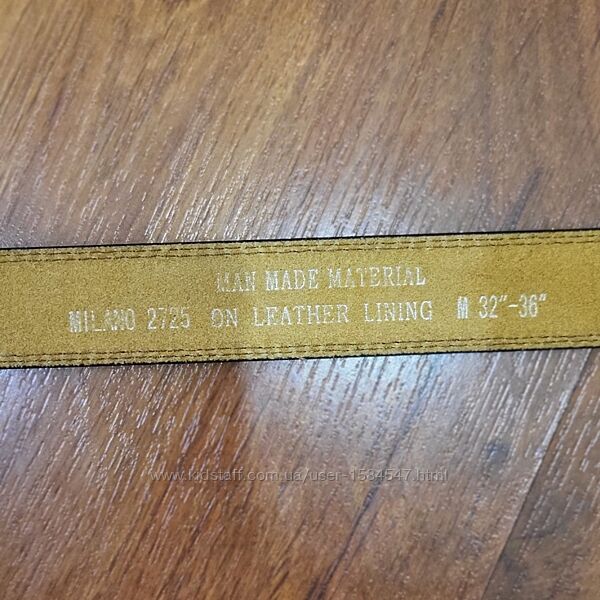 MAN MADE MATERIAL
MILANO 2725 ON LEATHER LINING M 32"-36"
www.kidstaff.com.ua/user-1584547.html